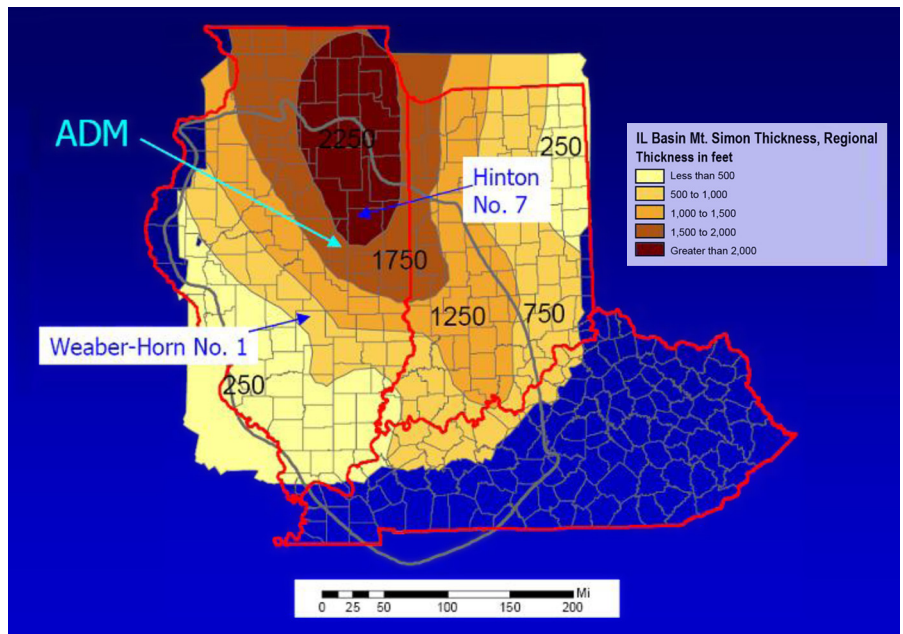 ADM
2250
250
Hinton
No. 7
1750
1250
750
Weaber-Horn No. 1
250
IL Basin Mt. Simon Thickness, Regional
Thickness in feet
Less than 500
500 to 1,000
1,000 to 1,500
1,500 to 2,000
Greater than 2,000
Mi
0 25 50 100 150 200